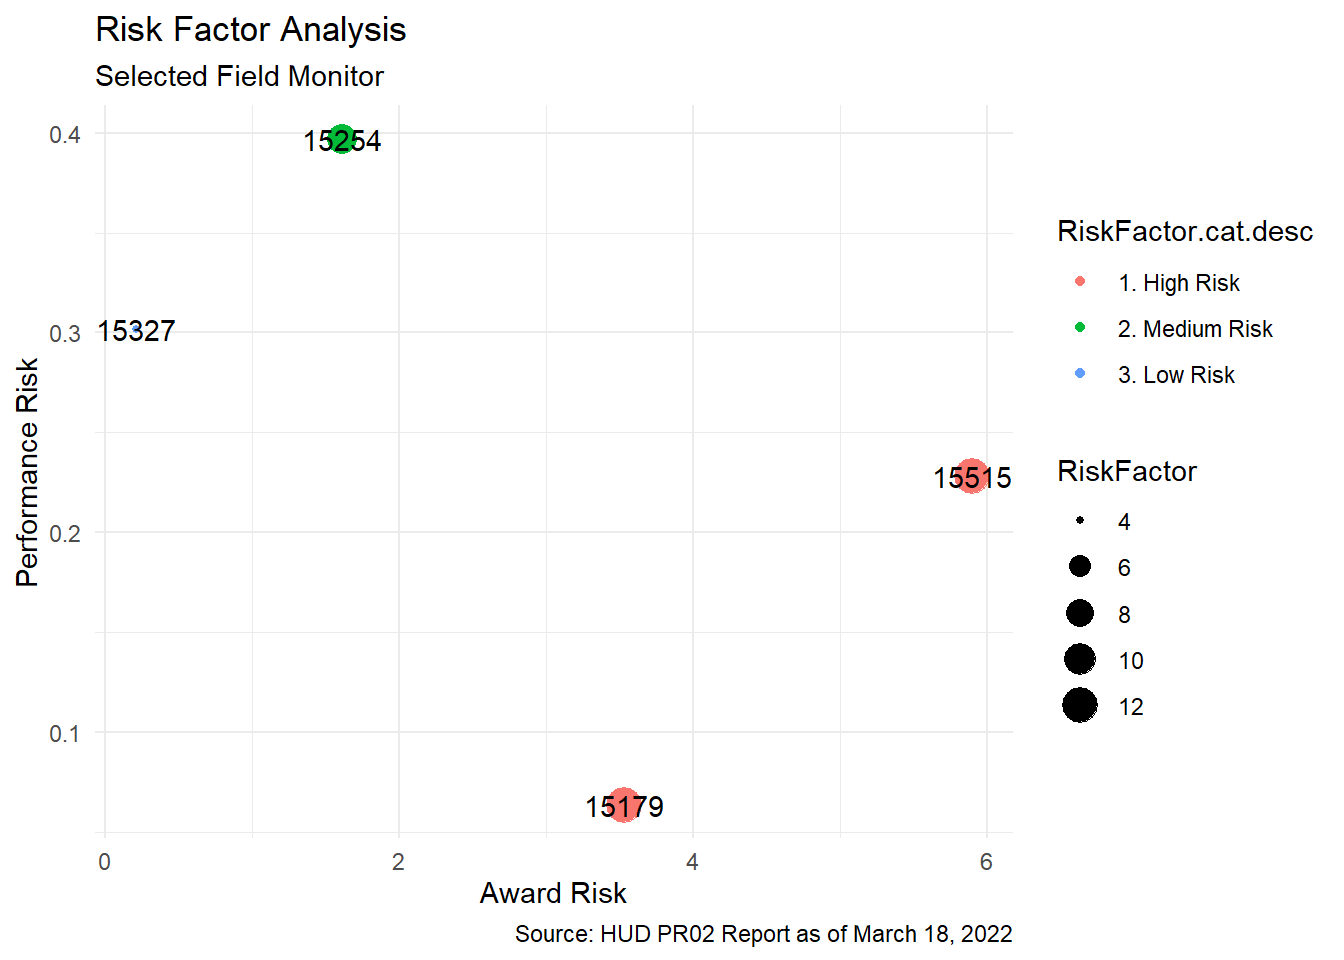 Risk Factor Analysis
Selected Field Monitor
0.4
0.3
0.2
0.1
Performance Risk
15254
15327
15515
15179
0
2
4
6
Award Risk
Source: HUD PR02 Report as of March 18, 2022
RiskFactor.cat.desc
1. High Risk
2. Medium Risk
3. Low Risk
RiskFactor
4
6
8
10
12